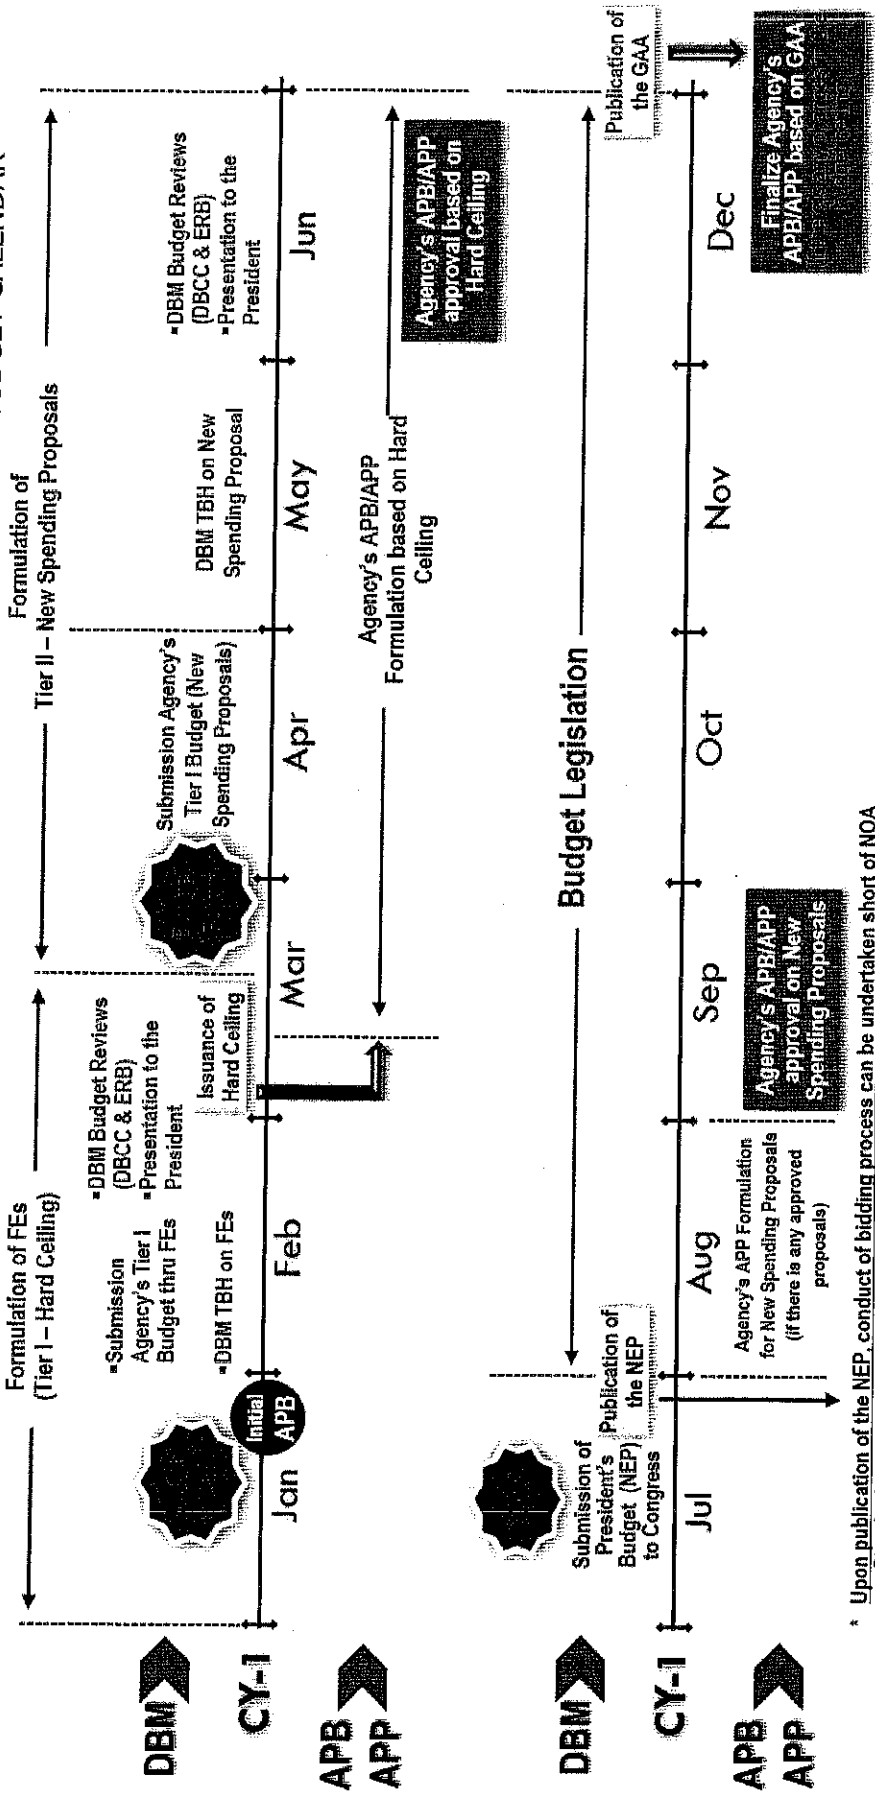 Formulation of FEs
(Tier I – Hard Ceiling)
Formulation of
Tier II – New Spending Proposals
DBM
▪Submission
Agency's Tier I
Budget thru FEs
▪DBM TBH on FEs
▪DBM Budget Reviews
(DBCC & ERB)
▪Presentation to the
President
Issuance of
Hard Ceiling
Submission Agency's
Tier I Budget (New
Spending Proposals)
DBM TBH on New
Spending Proposal
▪DBM Budget Reviews
(DBCC & ERB)
▪Presentation to the
President
Initial
APB
CY-1
Jan
Feb
Mar
Apr
May
Jun
APB
APP
Agency's APB/APP
Formulation based on Hard
Ceiling
Agency's APB/APP
approval based on
Hard Ceiling
DBM
Submission of
President's
Budget (NEP)
to Congress
Publication of
the NEP
Budget Legislation
Publication of
the GAA
CY-1
Jul
Aug
Sep
Oct
Nov
Dec
APB
APP
Agency's APP Formulation
for New Spending Proposals
(if there is any approved
proposals)
Agency's APB/APP
approval on New
Spending Proposals
Finalize Agency's
APB/APP based on GAA
* Upon publication of the NEP, conduct of bidding process can be undertaken short of NOA